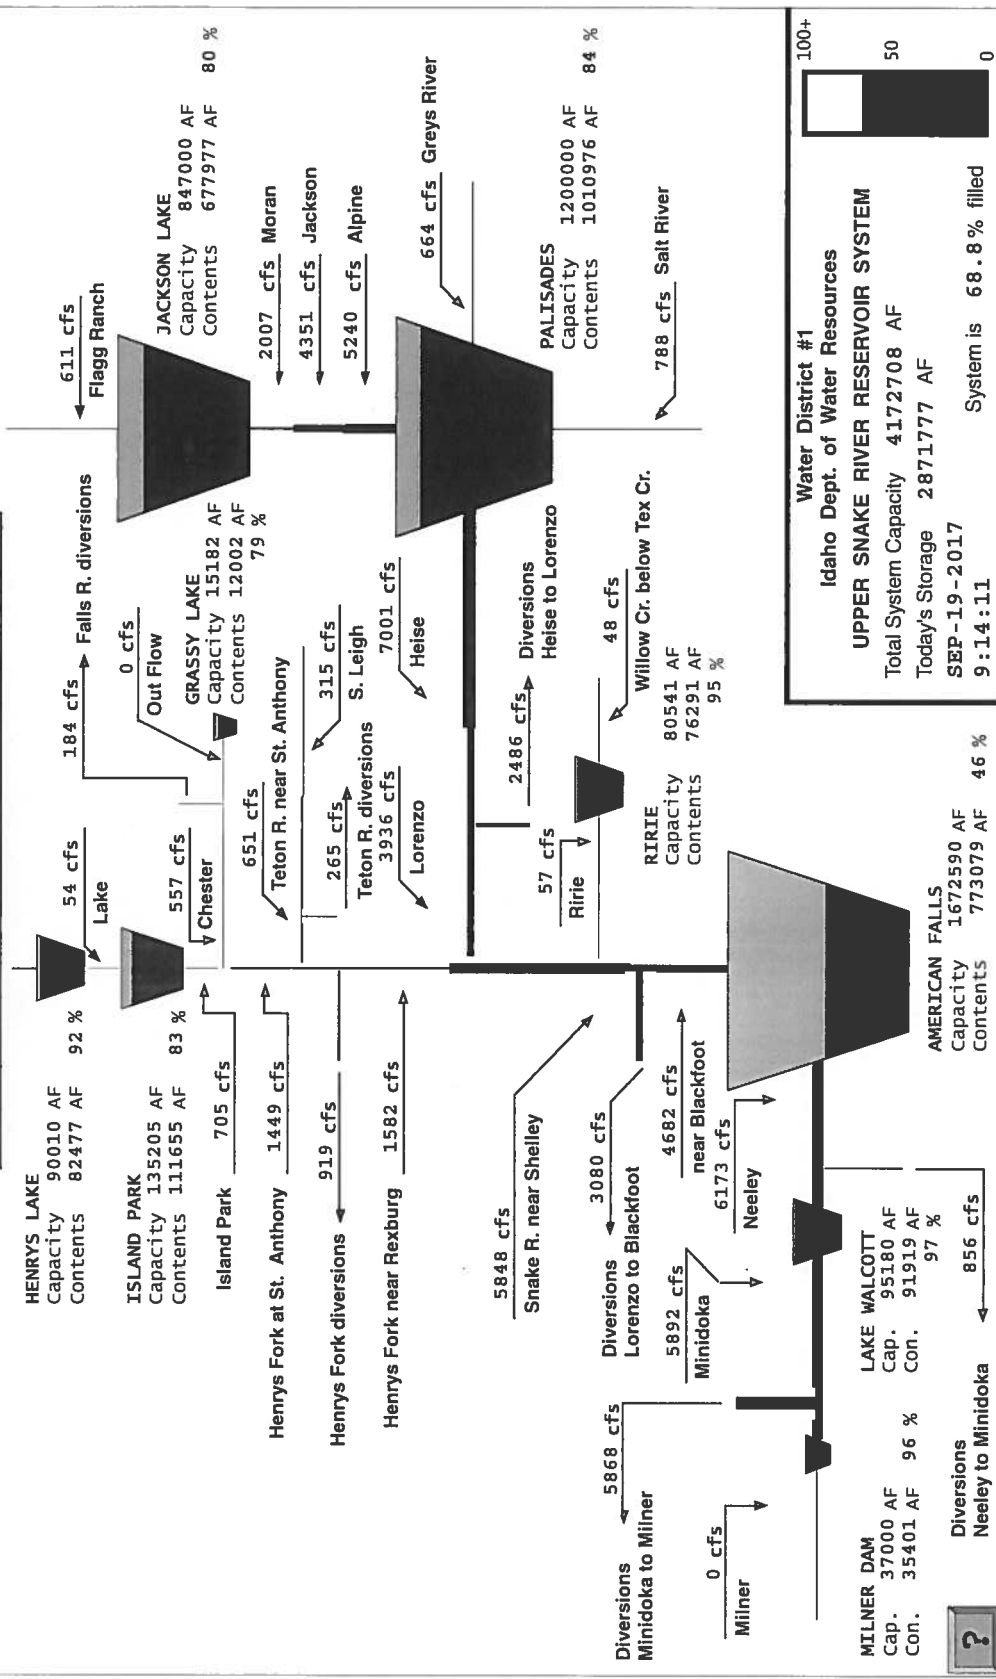 HENRYS LAKE
Capacity 90010 AF
Contents 82477 AF 92 %
54 cfs
Lake
ISLAND PARK
Capacity 135205 AF
Contents 111655 AF 83 %
705 cfs
Island Park
557 cfs
Chester
184 cfs
Falls R. diversions
0 cfs
Out Flow
GRASSY LAKE
Capacity 15182 AF
Contents 12002 AF
79 %
611 cfs
Flagg Ranch
JACKSON LAKE
Capacity 847000 AF
Contents 677977 AF 80 %
2007 cfs Moran
4351 cfs Jackson
5240 cfs Alpine
1449 cfs
Henrys Fork at St. Anthony
651 cfs
Teton R. near St. Anthony
315 cfs
S. Leigh
919 cfs
Henrys Fork diversions
265 cfs
Teton R. diversions
1582 cfs
Henrys Fork near Rexburg
3936 cfs
Lorenzo
7001 cfs
Heise
664 cfs Greys River
PALISADES
Capacity 1200000 AF
Contents 1010976 AF 84 %
788 cfs Salt River
2486 cfs
Diversions
Heise to Lorenzo
5848 cfs
Snake R. near Shelley
57 cfs
Ririe
48 cfs
Willow Cr. below Tex Cr.
RIRIE
Capacity 80541 AF
Contents 76291 AF
95 %
3080 cfs
Diversions
Lorenzo to Blackfoot
4682 cfs
near Blackfoot
6173 cfs
Neeley
5892 cfs
Minidoka
5868 cfs
Diversions
Minidoka to Milner
0 cfs
Milner
MILNER DAM
Cap. 37000 AF
Con. 35401 AF 96 %
LAKE WALCOTT
Cap. 95180 AF
Con. 91919 AF
97 %
AMERICAN FALLS
Capacity 1672590 AF
Contents 773079 AF 46 %
856 cfs
Diversions
Neeley to Minidoka
?
Water District #1
Idaho Dept. of Water Resources
UPPER SNAKE RIVER RESERVOIR SYSTEM
Total System Capacity 4172708 AF
Today's Storage 2871777 AF
SEP-19-2017
9:14:11
System is 68.8% filled
100+
50
0